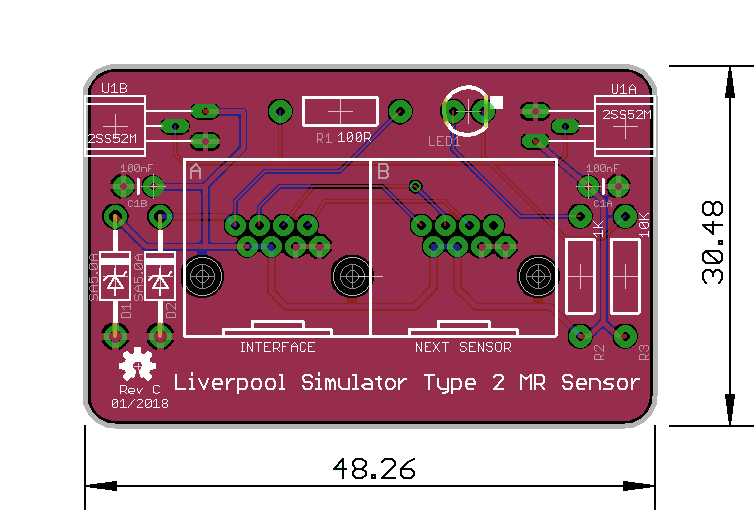 U1B
U1A
2SS52M
2SS52M
R1 100R
LED1
100nF
100nF
A
B
C1B
C1A
1K
10K
SA5.0A
SA5.0A
D1
D2
30.48
INTERFACE
NEXT SENSOR
R2
R3
Liverpool Simulator Type 2 MR Sensor
Rev C
01/2018
48.26